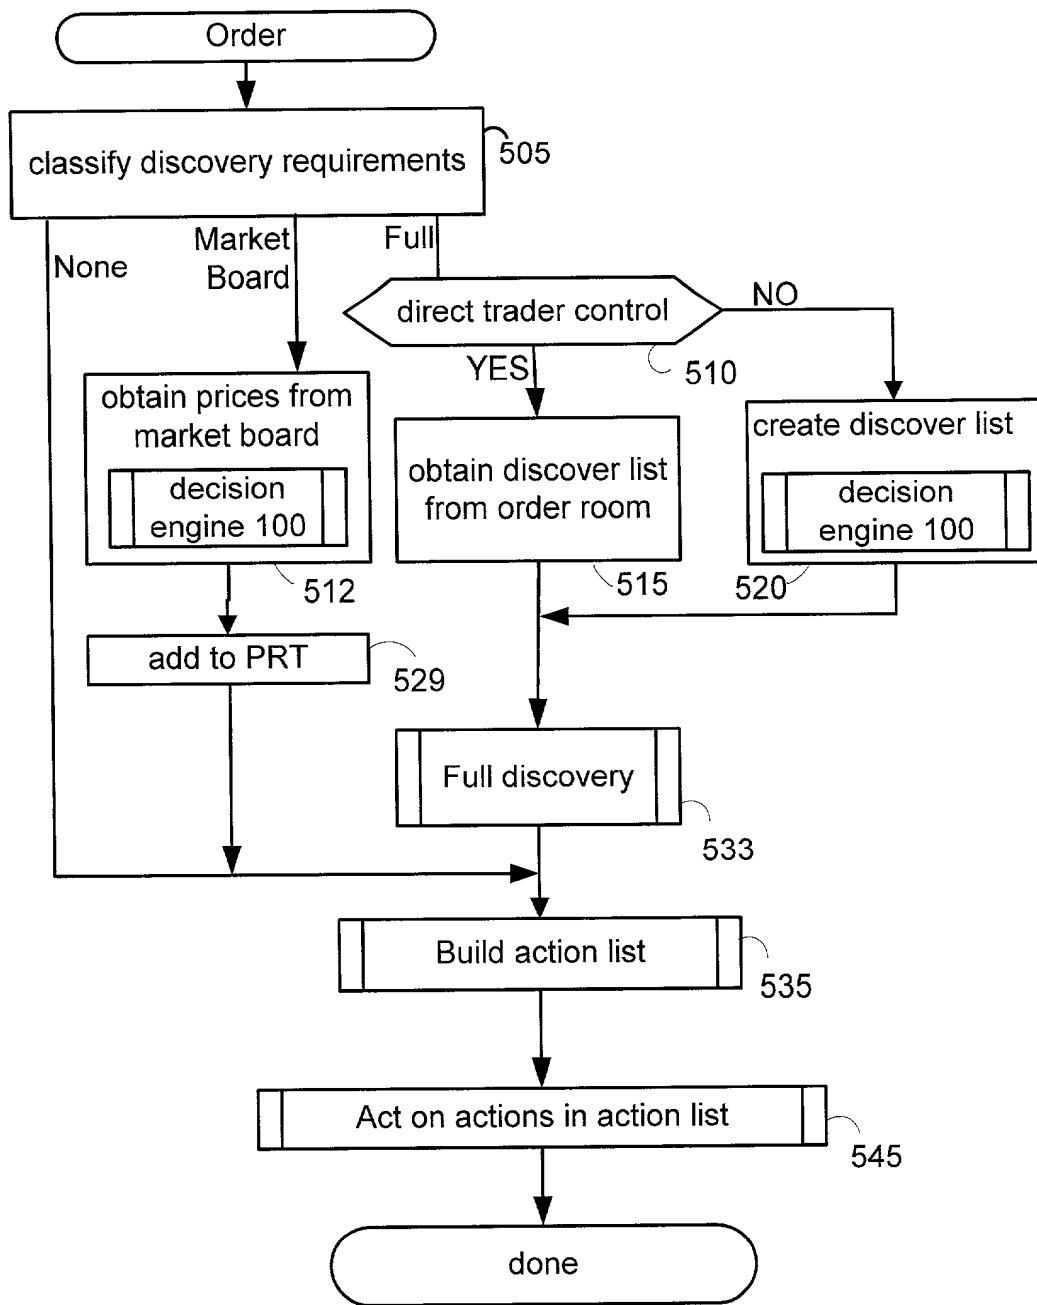 Order
classify discovery requirements
505
None
Market
Board
Full
direct trader control
NO
YES
510
obtain prices from
market board
decision
engine 100
512
obtain discover list
from order room
515
create discover list
decision
engine 100
520
add to PRT
529
Full discovery
533
Build action list
535
Act on actions in action list
545
done